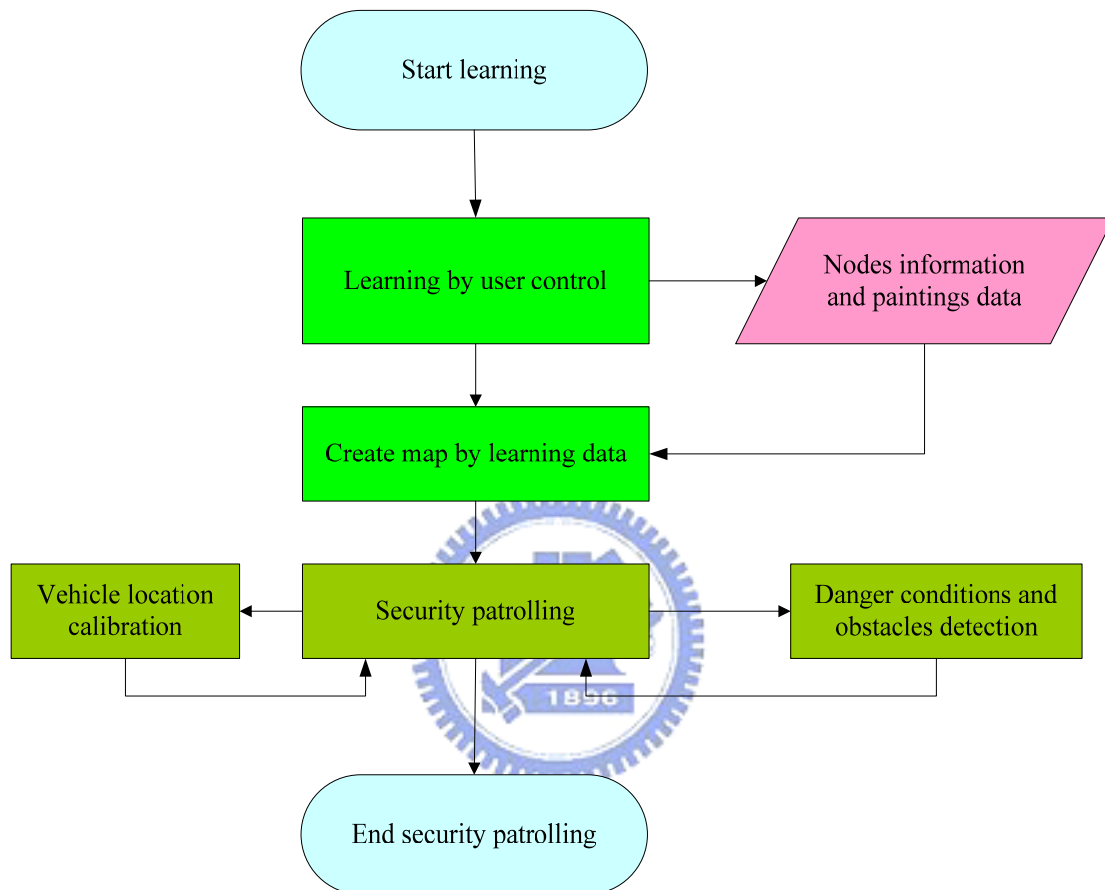 Start learning
Learning by user control
Nodes information
and paintings data
Create map by learning data
Vehicle location
calibration
Security patrolling
Danger conditions and
obstacles detection
1896
End security patrolling